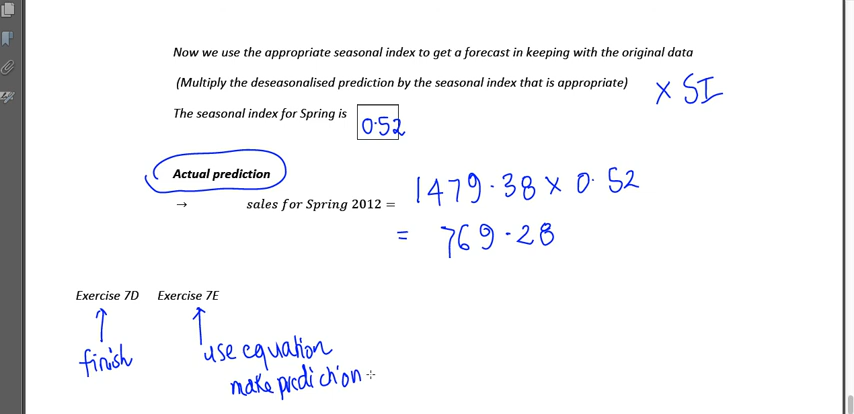 Now we use the appropriate seasonal index to get a forecast in keeping with the original data
(Multiply the deseasonalised prediction by the seasonal index that is appropriate) × SI
The seasonal index for Spring is 0.52
Actual prediction
→ sales for Spring 2012 = 1479.38 × 0.52
= 769.28
Exercise 7D Exercise 7E
finish use equation
make prediction